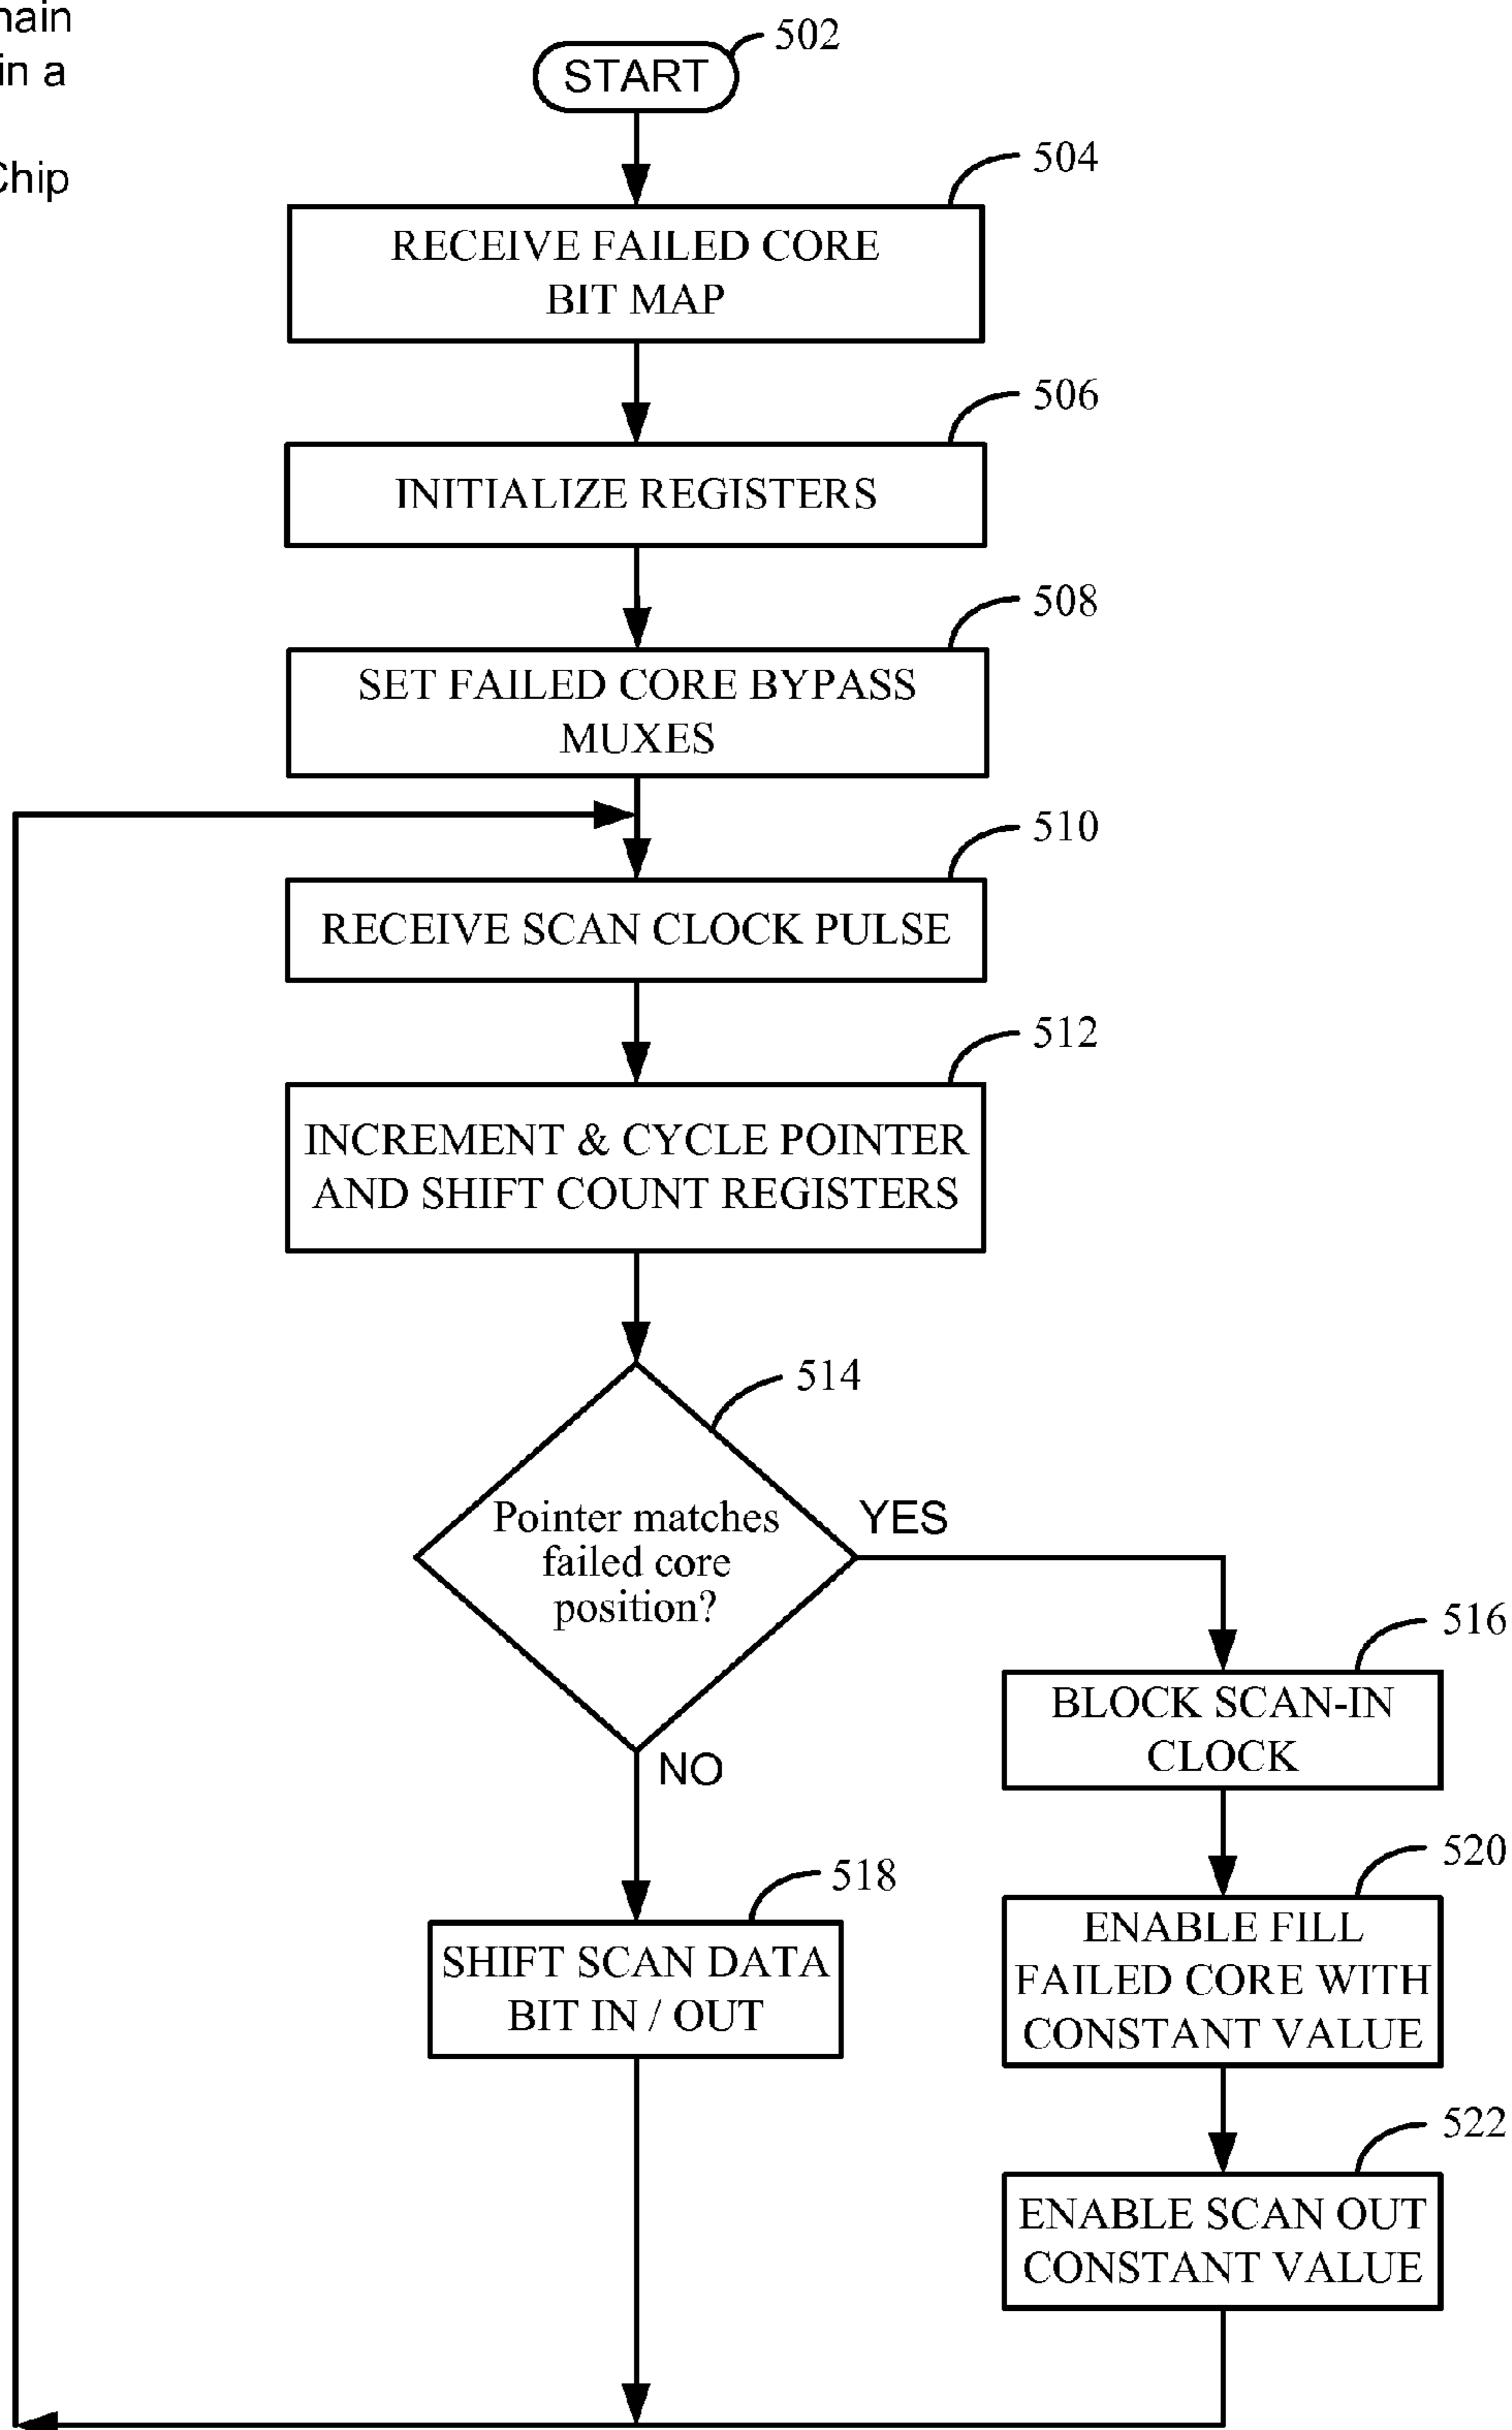 in a
Chip
START
502
504
RECEIVE FAILED CORE
BIT MAP
506
INITIALIZE REGISTERS
508
SET FAILED CORE BYPASS
MUXES
510
RECEIVE SCAN CLOCK PULSE
512
INCREMENT & CYCLE POINTER
AND SHIFT COUNT REGISTERS
514
Pointer matches
failed core
position?
YES
NO
516
BLOCK SCAN-IN
CLOCK
518
SHIFT SCAN DATA
BIT IN / OUT
520
ENABLE FILL
FAILED CORE WITH
CONSTANT VALUE
522
ENABLE SCAN OUT
CONSTANT VALUE